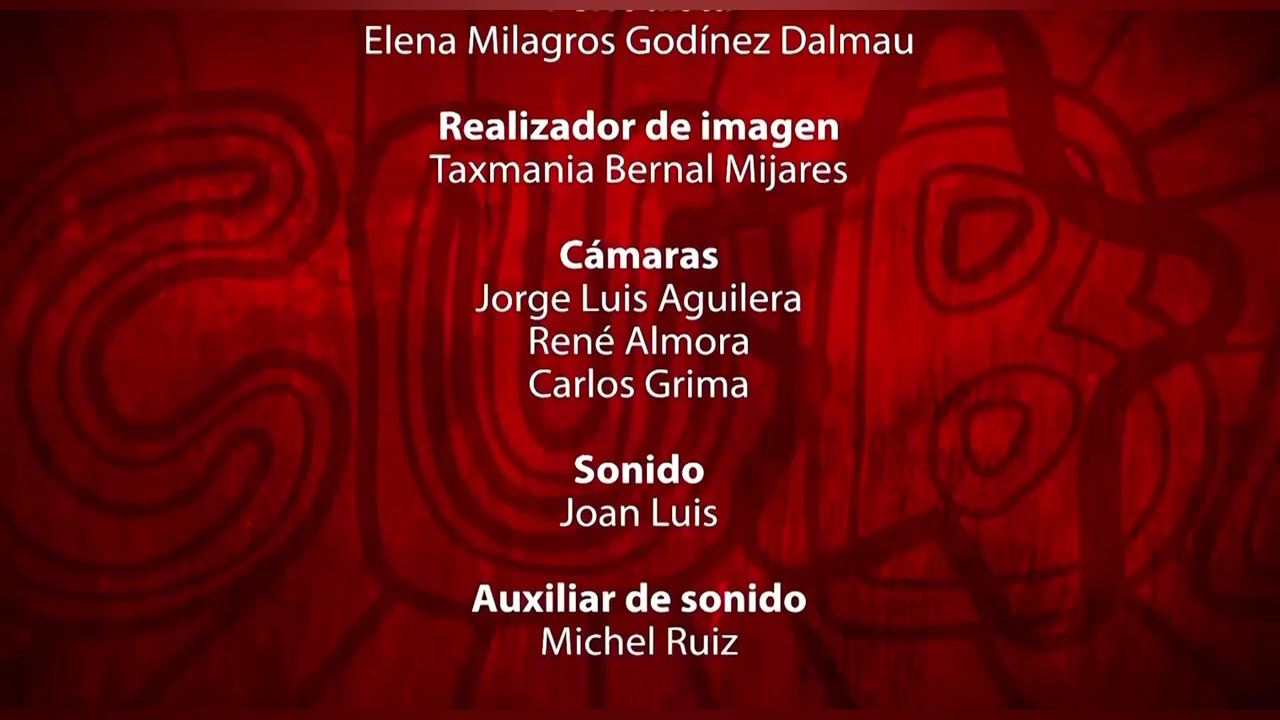 Elena Milagros Godínez Dalmau
Realizador de imagen
Taxmania Bernal Mijares
Cámaras
Jorge Luis Aguilera
René Almora
Carlos Grima
Sonido
Joan Luis
Auxiliar de sonido
Michel Ruiz